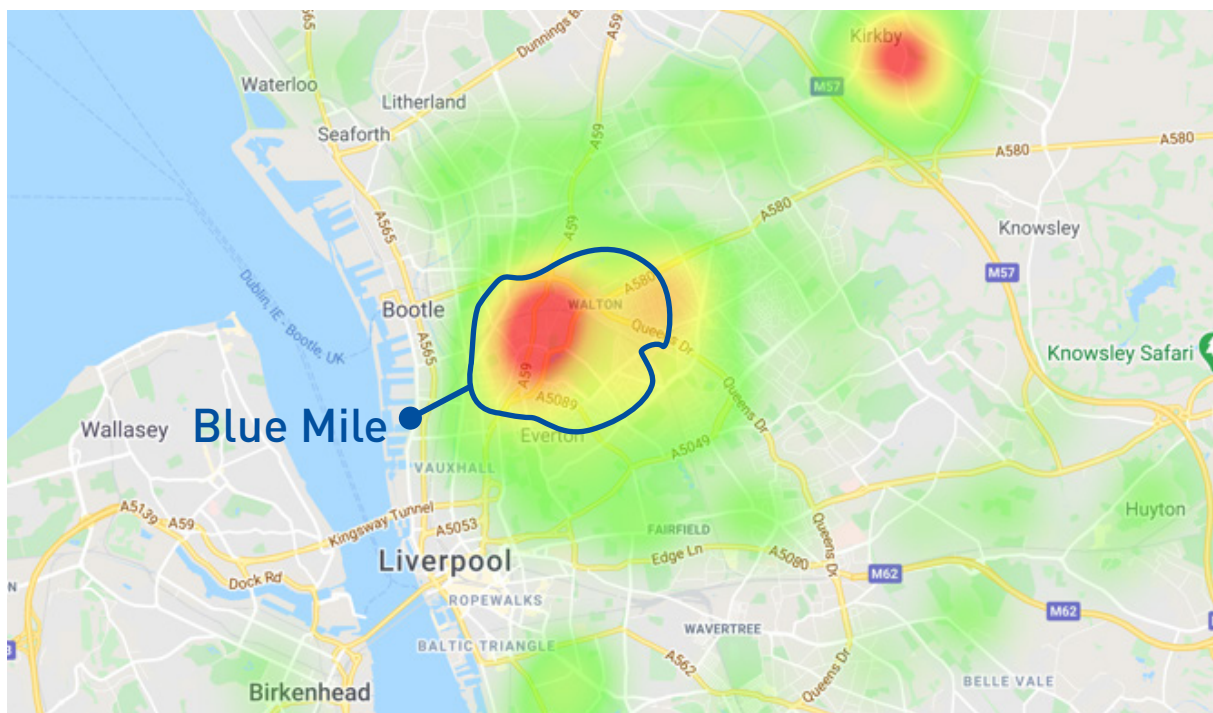 A565
A59
Dunnings B
Kirkby
Waterloo
M57
Litherland
Seaforth
A59
A580
A580
A565
A580
Knowsley
A59
M57
Dublin, IE - Bootle, UK
A580
WALTON
Bootle
Queens Dr
A565
Knowsley Safari
A59
Queens Dr
A5089
Blue Mile
Wallasey
Everton
A5049
VAUXHALL
A5139
A59
Kingsway Tunnel
A5053
FAIRFIELD
Queens Dr
Huyton
Liverpool
Edge Ln
A5080
M62
Dock Rd
N
ROPEWALKS
M62
WAVERTREE
BALTIC TRIANGLE
A562
Queens Dr
BELLE VALE
Birkenhead